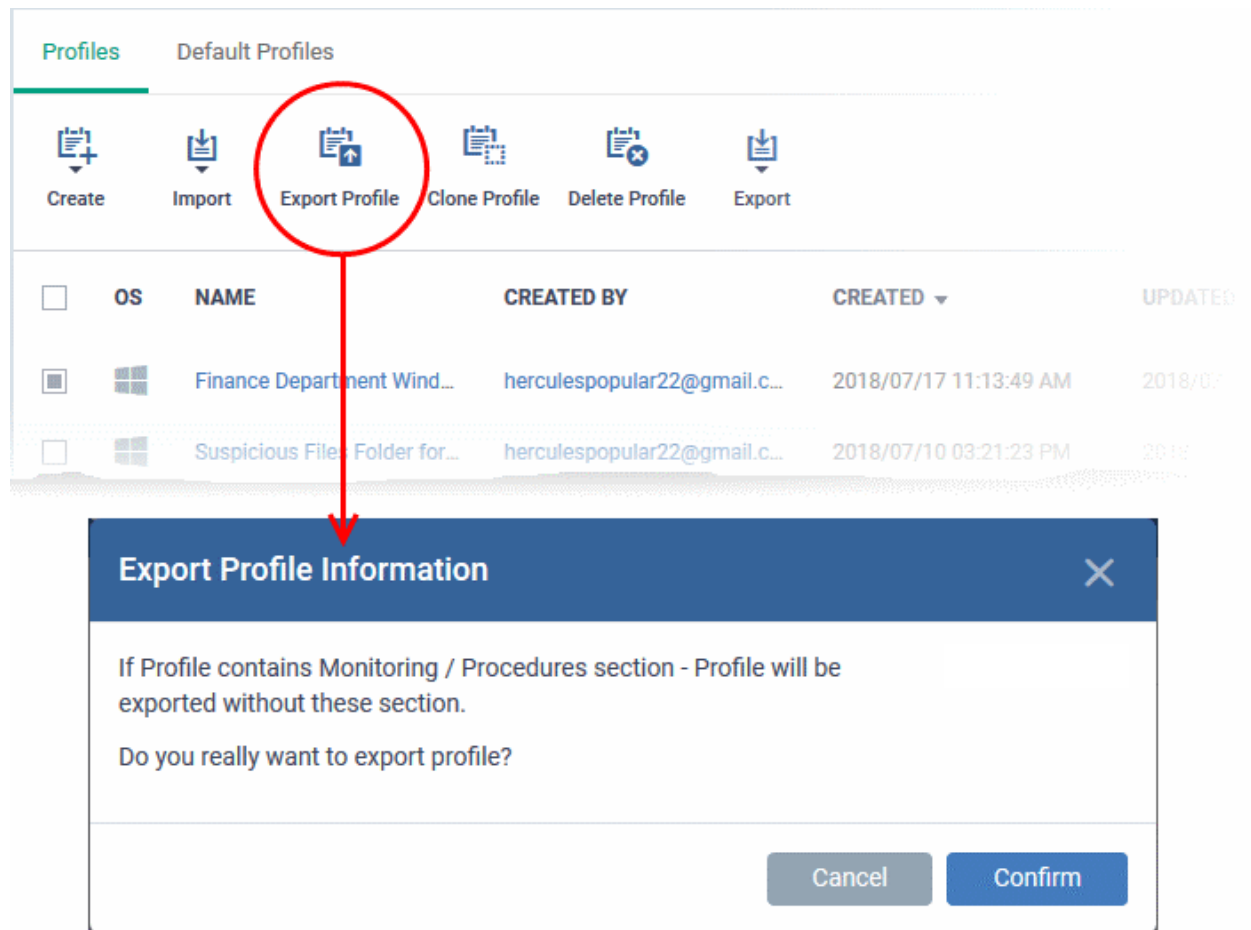 Profiles Default Profiles
Create Import Export Profile Clone Profile Delete Profile Export
OS NAME CREATED BY CREATED UPDATED
Finance Department Wind... herculespopular22@gmail.c... 2018/07/17 11:13:49 AM
Suspicious Files Folder for... herculespopular22@gmail.c... 2018/07/10 03:21:23 PM
Export Profile Information
If Profile contains Monitoring / Procedures section - Profile will be
exported without these section.
Do you really want to export profile?
Cancel Confirm